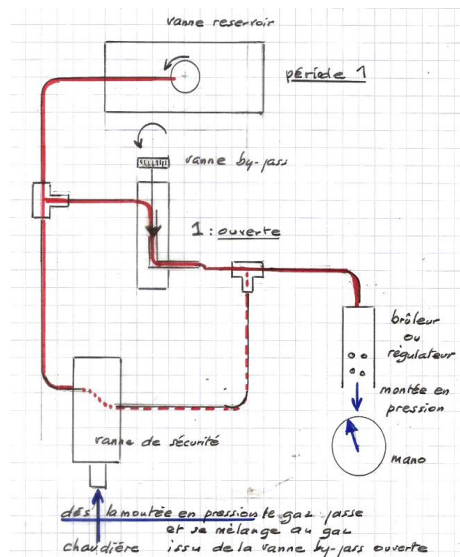 vanne reservoir
période 1
vanne by-pass
1: ouverte
brûleur
ou
régulateur
montée en
pression
mano
vanne de sécurité
dès la montée en pression le gaz passe
et se mélange au gaz
chaudière issu de la vanne by-pass ouverte